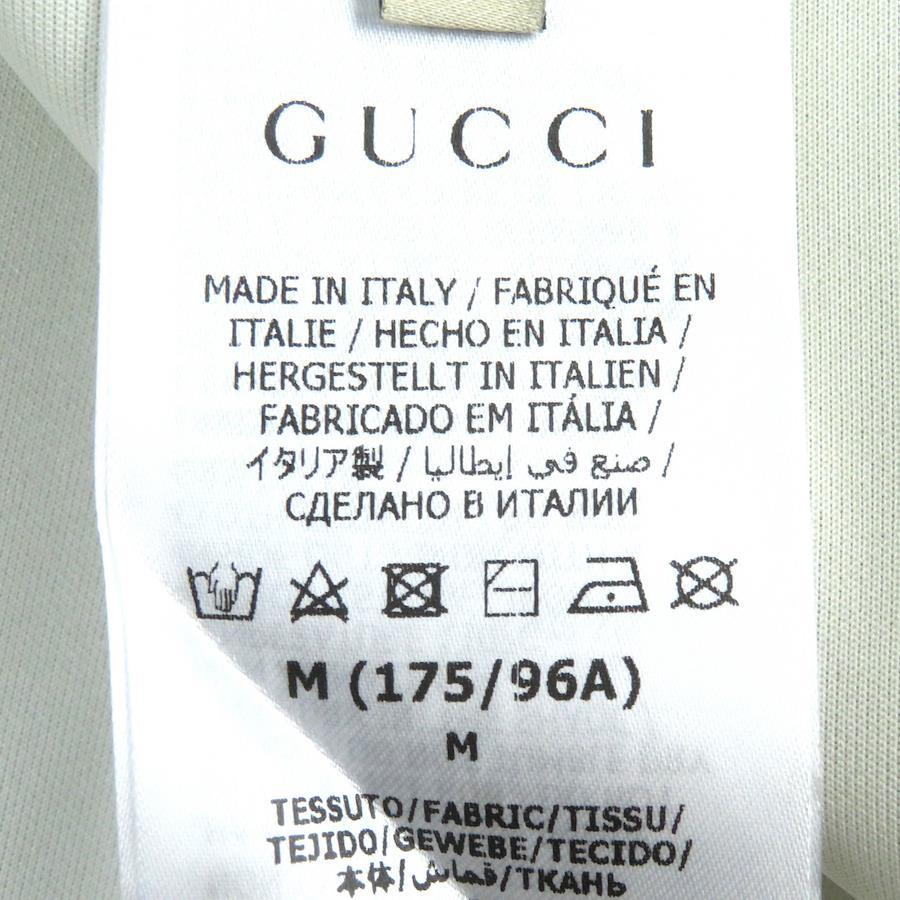 GUCCI
MADE IN ITALY / FABRIQUÉ EN
ITALIE / HECHO EN ITALIA /
HERGESTELLT IN ITALIEN /
FABRICADO EM ITÁLIA /
イタリア製 / صنع في إيطاليا /
СДЕЛАНО В ИТАЛИИ
M (175/96A)
M
TESSUTO/FABRIC/TISSU/
TEJIDO/GEWEBE/TECIDO/
本体/قماش/ТКАНЬ